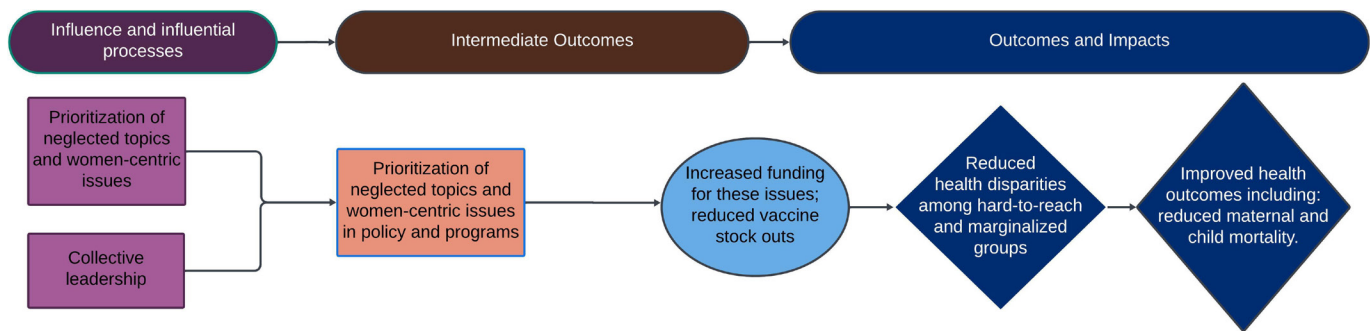 Influence and influential
processes
Intermediate Outcomes
Outcomes and Impacts
Prioritization of
neglected topics
and women-centric
issues
Collective
leadership
Prioritization of
neglected topics and
women-centric issues
in policy and programs
Increased funding
for these issues;
reduced vaccine
stock outs
Reduced
health disparities
among hard-to-reach
and marginalized
groups
Improved health
outcomes including:
reduced maternal and
child mortality.